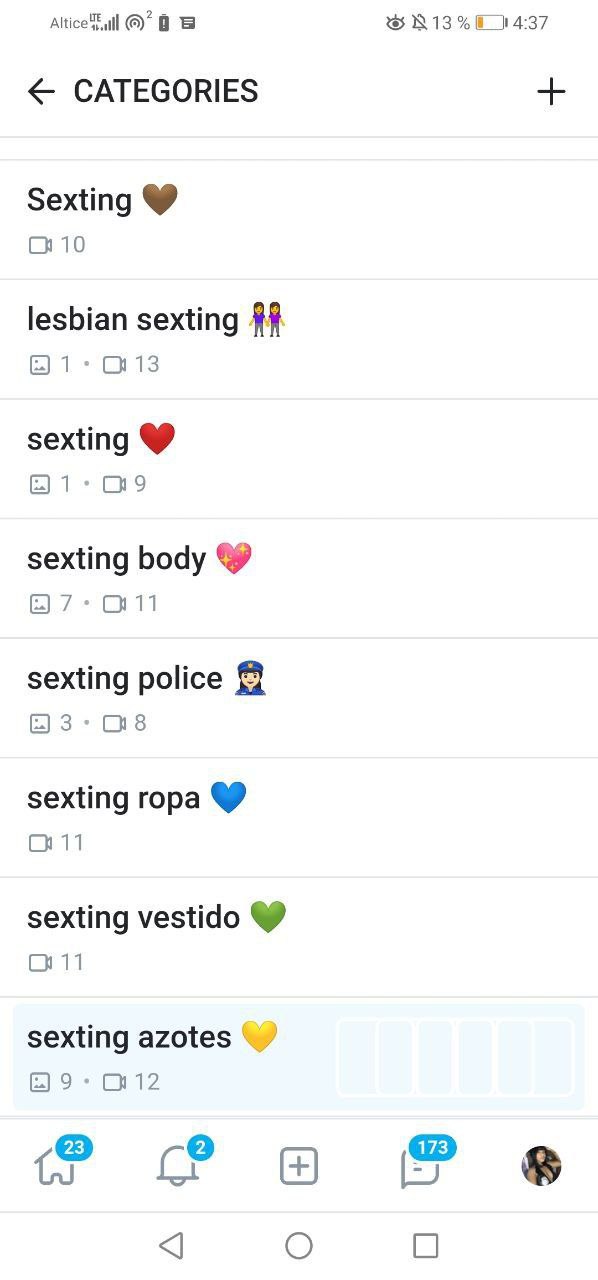 Altice LTE 2 13 % 4:37
CATEGORIES
Sexting 🤎
10
lesbian sexting 👭
1 • 13
sexting ❤️
1 • 9
sexting body 💖
7 • 11
sexting police 👮🏻‍♀️
3 • 8
sexting ropa 💙
11
sexting vestido 💚
11
sexting azotes 💛
9 • 12
23 2 173